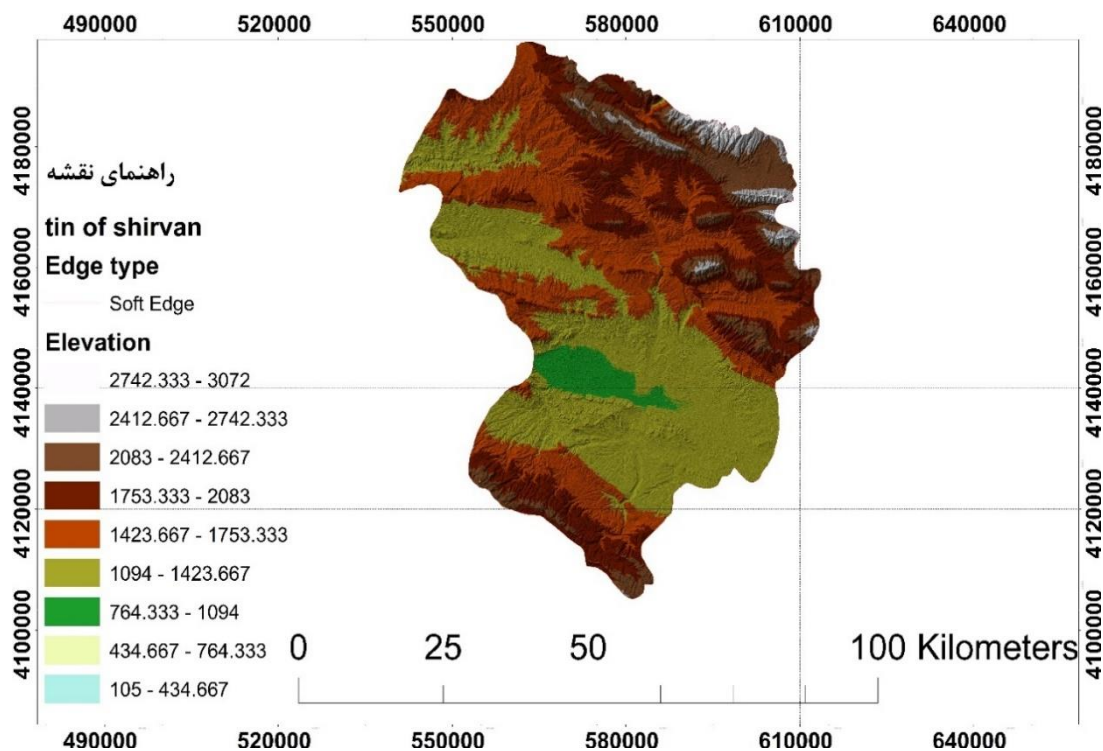 490000 520000 550000 580000 610000 640000
4180000
4160000
4140000
4120000
4100000
راهنمای نقشه
tin of shirvan
Edge type
Soft Edge
Elevation
2742.333 - 3072
2412.667 - 2742.333
2083 - 2412.667
1753.333 - 2083
1423.667 - 1753.333
1094 - 1423.667
764.333 - 1094
434.667 - 764.333
105 - 434.667
0 25 50 100 Kilometers
4180000
4160000
4140000
4120000
4100000
490000 520000 550000 580000 610000 640000